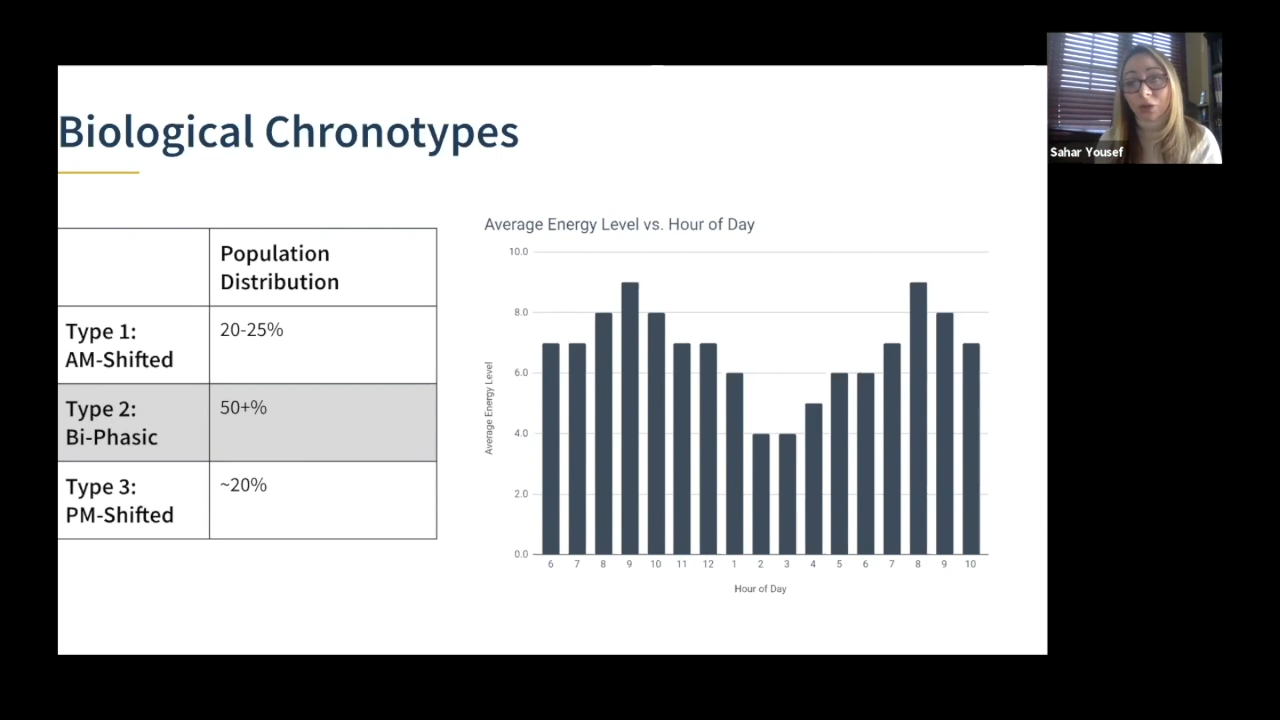 Biological Chronotypes
Population
Distribution
Type 1:
AM-Shifted
20-25%
Type 2:
Bi-Phasic
50+%
Type 3:
PM-Shifted
~20%
Average Energy Level vs. Hour of Day
Average Energy Level
10.0
8.0
6.0
4.0
2.0
0.0
6 7 8 9 10 11 12 1 2 3 4 5 6 7 8 9 10
Hour of Day
Sahar Yousef